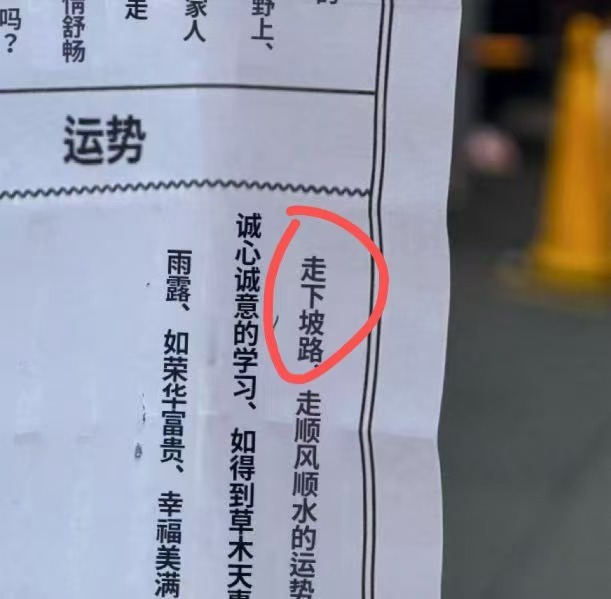 野上、
家人
走
情舒畅
吗？
运势
走下坡路、走顺风顺水的运势
诚心诚意的学习、如得到草木天
雨露、如荣华富贵、幸福美满